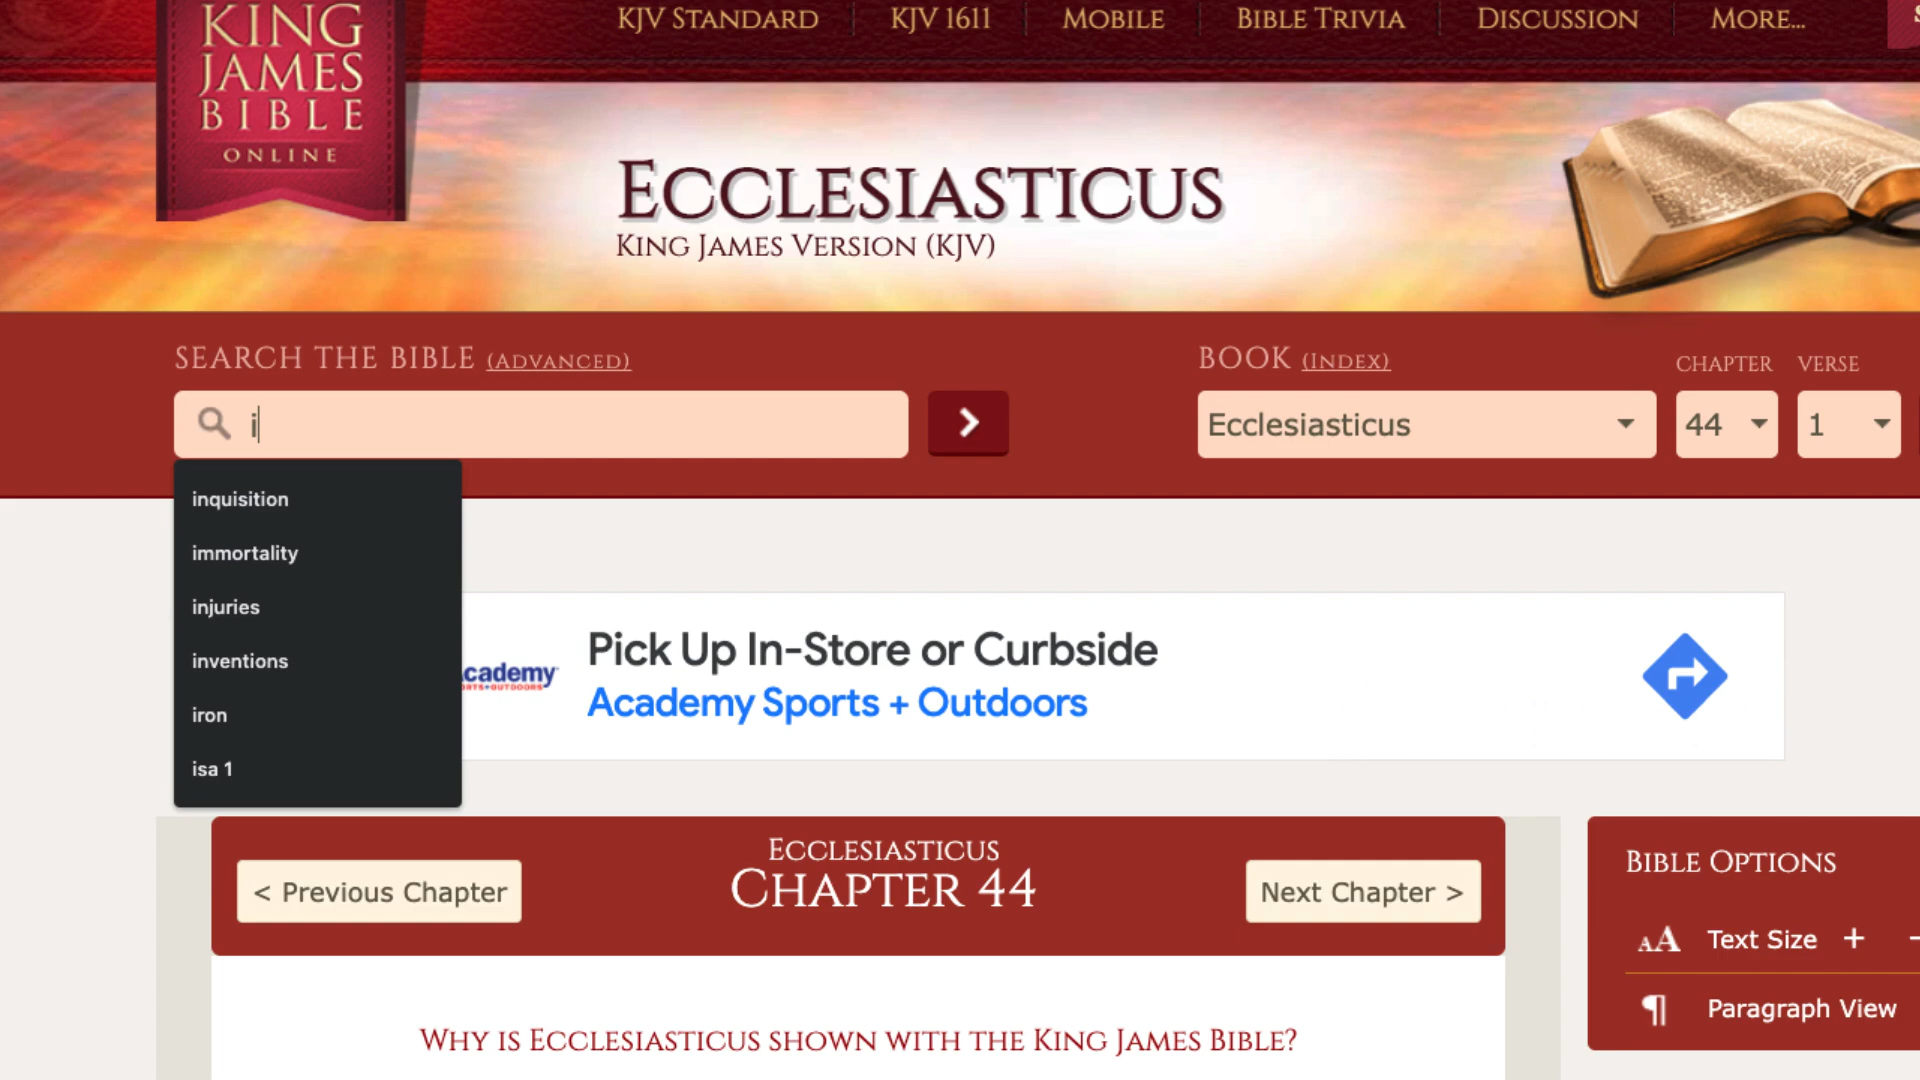 KJV STANDARD
KJV 1611
MOBILE
BIBLE TRIVIA
DISCUSSION
MORE...
KING
JAMES
BIBLE
ONLINE
ECCLESIASTICUS
KING JAMES VERSION (KJV)
SEARCH THE BIBLE (ADVANCED)
BOOK (INDEX)
CHAPTER
VERSE
i
Ecclesiasticus
44
1
inquisition
immortality
injuries
inventions
iron
isa 1
cademy
RTS+OUTDOORS
Pick Up In-Store or Curbside
Academy Sports + Outdoors
< Previous Chapter
ECCLESIASTICUS
CHAPTER 44
Next Chapter >
BIBLE OPTIONS
AA Text Size + -
¶ Paragraph View
WHY IS ECCLESIASTICUS SHOWN WITH THE KING JAMES BIBLE?